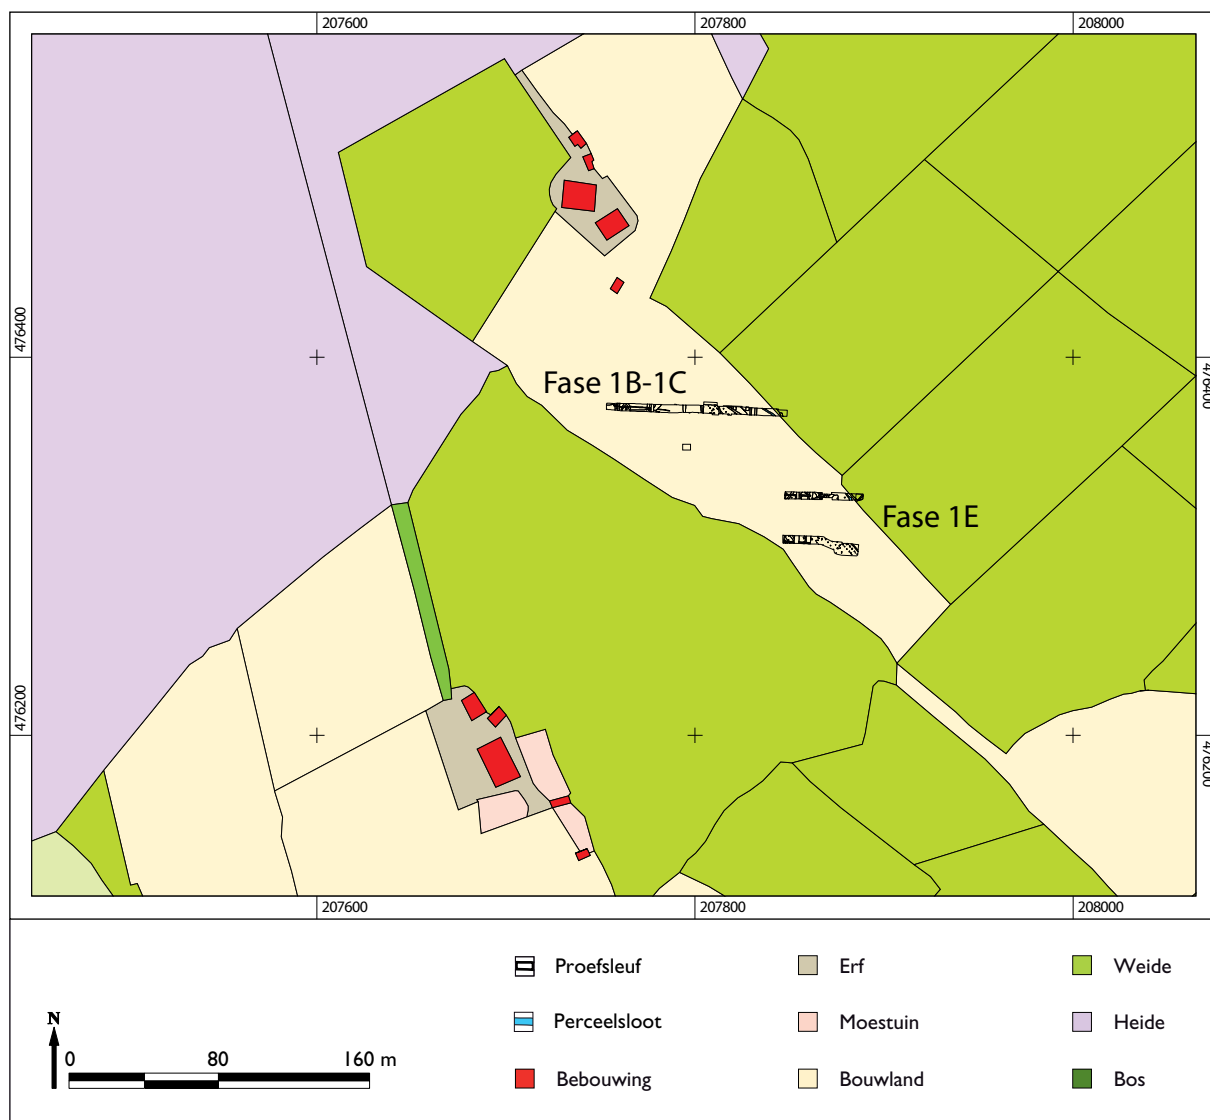 207600 207800 208000
476400
476400
Fase 1B-1C
Fase 1E
476200
476200
207600 207800 208000
Proefsleuf Erf Weide
Perceelsloot Moestuin Heide
Bebouwing Bouwland Bos
N
0 80 160 m